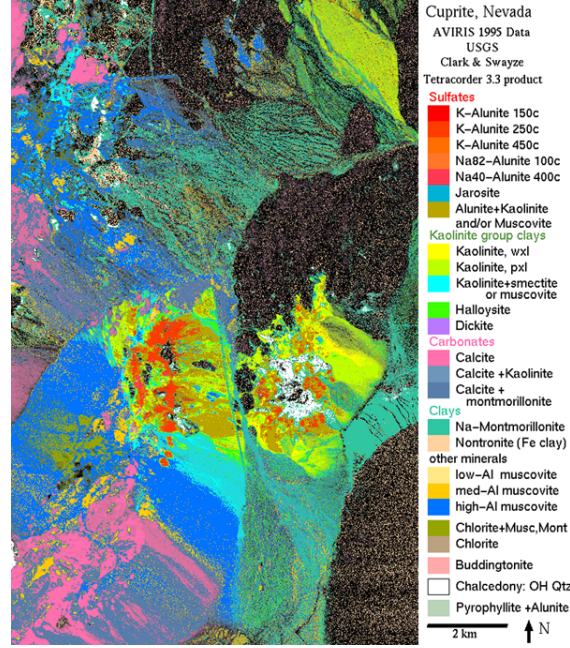 Cuprite, Nevada
AVIRIS 1995 Data
USGS
Clark & Swayze
Tetracorder 3.3 product
Sulfates
K-Alunite 150c
K-Alunite 250c
K-Alunite 450c
Na82-Alunite 100c
Na40-Alunite 400c
Jarosite
Alunite+Kaolinite
and/or Muscovite
Kaolinite group clays
Kaolinite, wxl
Kaolinite, pxl
Kaolinite+smectite
or muscovite
Halloysite
Dickite
Carbonates
Calcite
Calcite +Kaolinite
Calcite +
montmorillonite
Clays
Na-Montmorillonite
Nontronite (Fe clay)
other minerals
low-Al muscovite
med-Al muscovite
high-Al muscovite
Chlorite+Musc,Mont
Chlorite
Buddingtonite
Chalcedony: OH Qtz
Pyrophyllite +Alunite
2 km
N